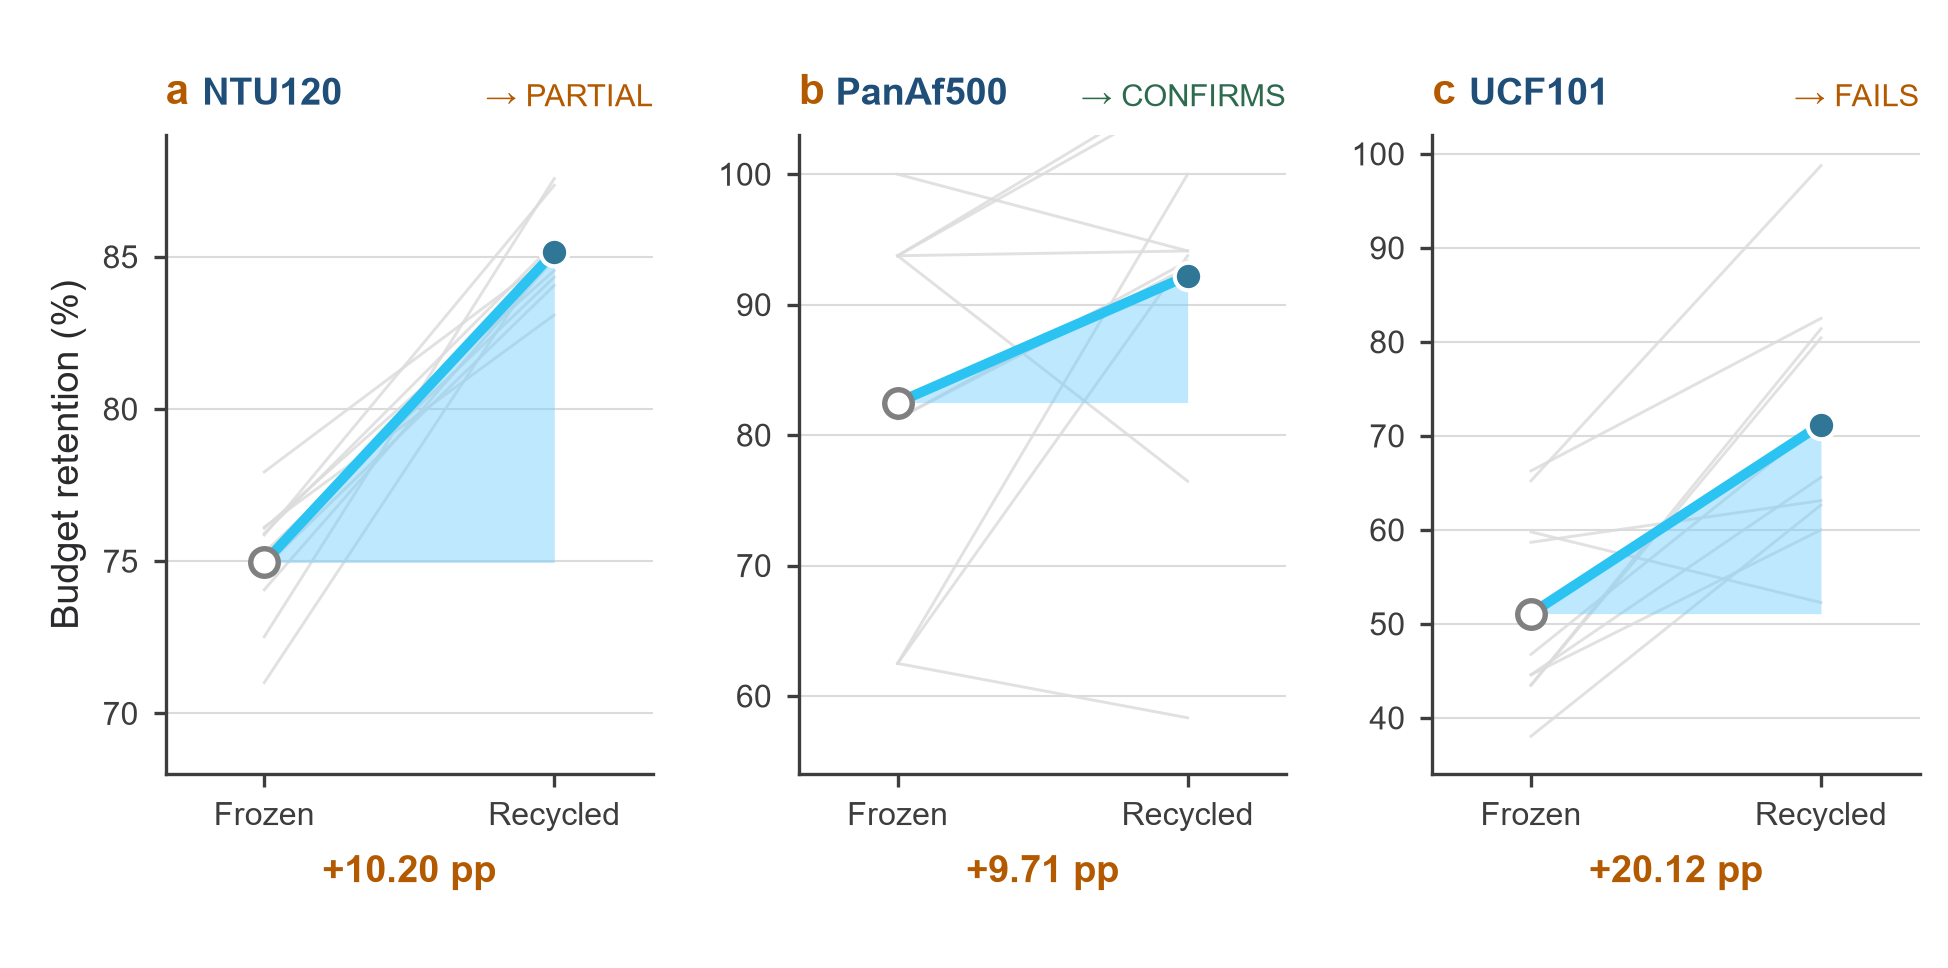 a NTU120 → PARTIAL
Budget retention (%)
85
80
75
70
Frozen Recycled
+10.20 pp
b PanAf500 → CONFIRMS
100
90
80
70
60
Frozen Recycled
+9.71 pp
c UCF101 → FAILS
100
90
80
70
60
50
40
Frozen Recycled
+20.12 pp